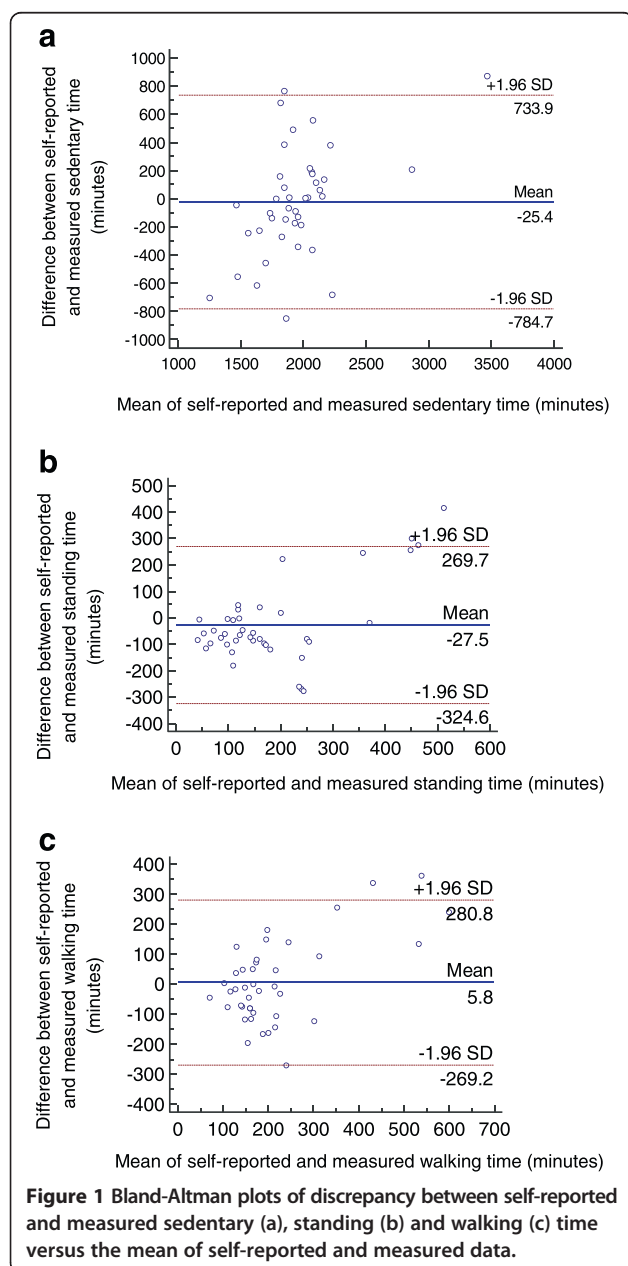 a
Difference between self-reported
and measured sedentary time
(minutes)
1000
800
600
400
200
0
-200
-400
-600
-800
-1000
+1.96 SD
733.9
Mean
-25.4
-1.96 SD
-784.7
1000 1500 2000 2500 3000 3500 4000
Mean of self-reported and measured sedentary time (minutes)
b
Difference between self-reported
and measured standing time
(minutes)
500
400
300
200
100
0
-100
-200
-300
-400
+1.96 SD
269.7
Mean
-27.5
-1.96 SD
-324.6
0 100 200 300 400 500 600
Mean of self-reported and measured standing time (minutes)
c
Difference between self-reported
and measured walking time
(minutes)
400
300
200
100
0
-100
-200
-300
-400
+1.96 SD
280.8
Mean
5.8
-1.96 SD
-269.2
0 100 200 300 400 500 600 700
Mean of self-reported and measured walking time (minutes)
Figure 1 Bland-Altman plots of discrepancy between self-reported
and measured sedentary (a), standing (b) and walking (c) time
versus the mean of self-reported and measured data.